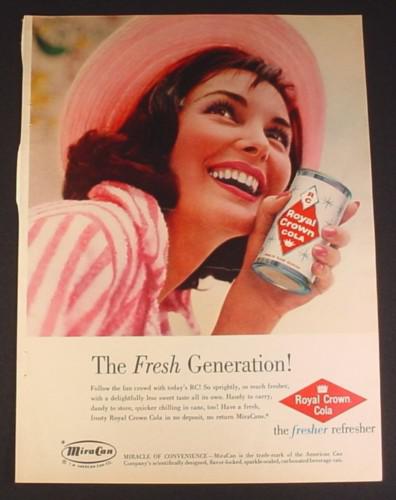 R
C
Royal
Crown
COLA
The Fresh Generation!
Follow the fun crowd with today's RC! So sprightly, so much fresher,
with a delightfully less sweet taste all its own. Handy to carry,
dandy to store, quicker chilling in cans, too! Have a fresh,
frosty Royal Crown Cola in no deposit, no return MiraCans.*
Royal Crown
Cola
the fresher refresher
MiraCan
T.M. AMERICAN CAN CO.
MIRACLE OF CONVENIENCE—MiraCan is the trade-mark of the American Can
Company's scientifically designed, flavor-locked, sparkle-sealed, carbonated beverage can.